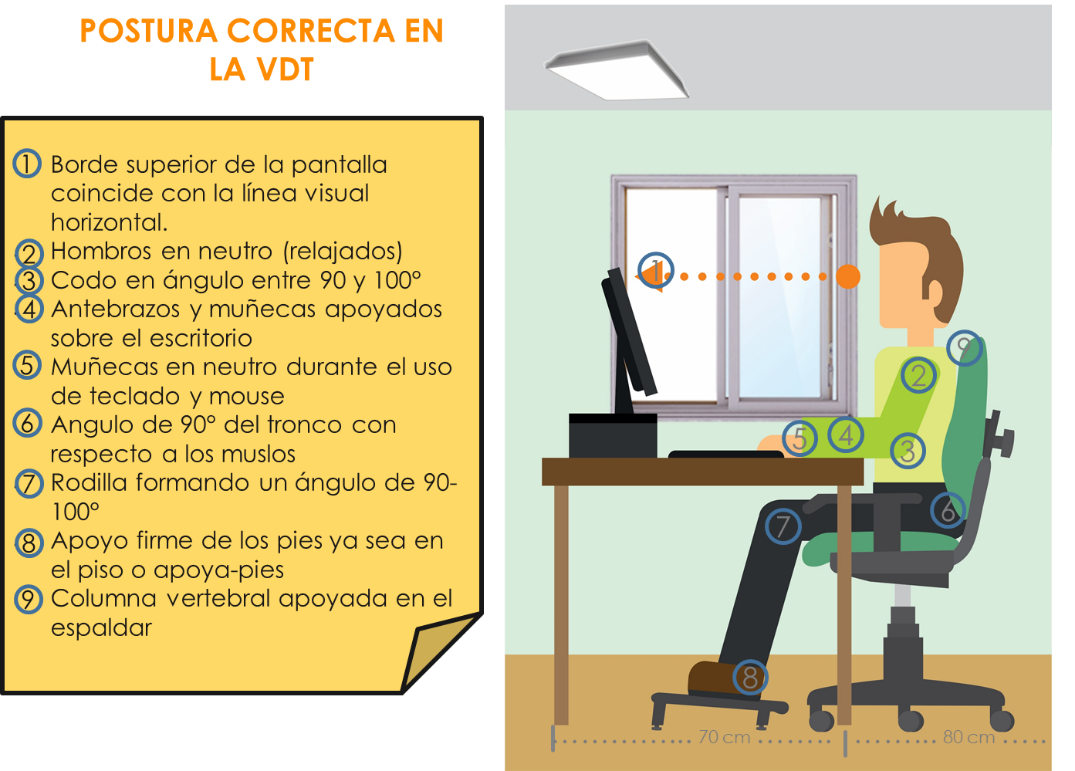 POSTURA CORRECTA EN
LA VDT
1 Borde superior de la pantalla
coincide con la línea visual
horizontal.
2 Hombros en neutro (relajados)
3 Codo en ángulo entre 90 y 100°
4 Antebrazos y muñecas apoyados
sobre el escritorio
5 Muñecas en neutro durante el uso
de teclado y mouse
6 Angulo de 90° del tronco con
respecto a los muslos
7 Rodilla formando un ángulo de 90-
100°
8 Apoyo firme de los pies ya sea en
el piso o apoya-pies
9 Columna vertebral apoyada en el
espaldar
1
9
2
5
4
3
6
7
8
70 cm
80 cm